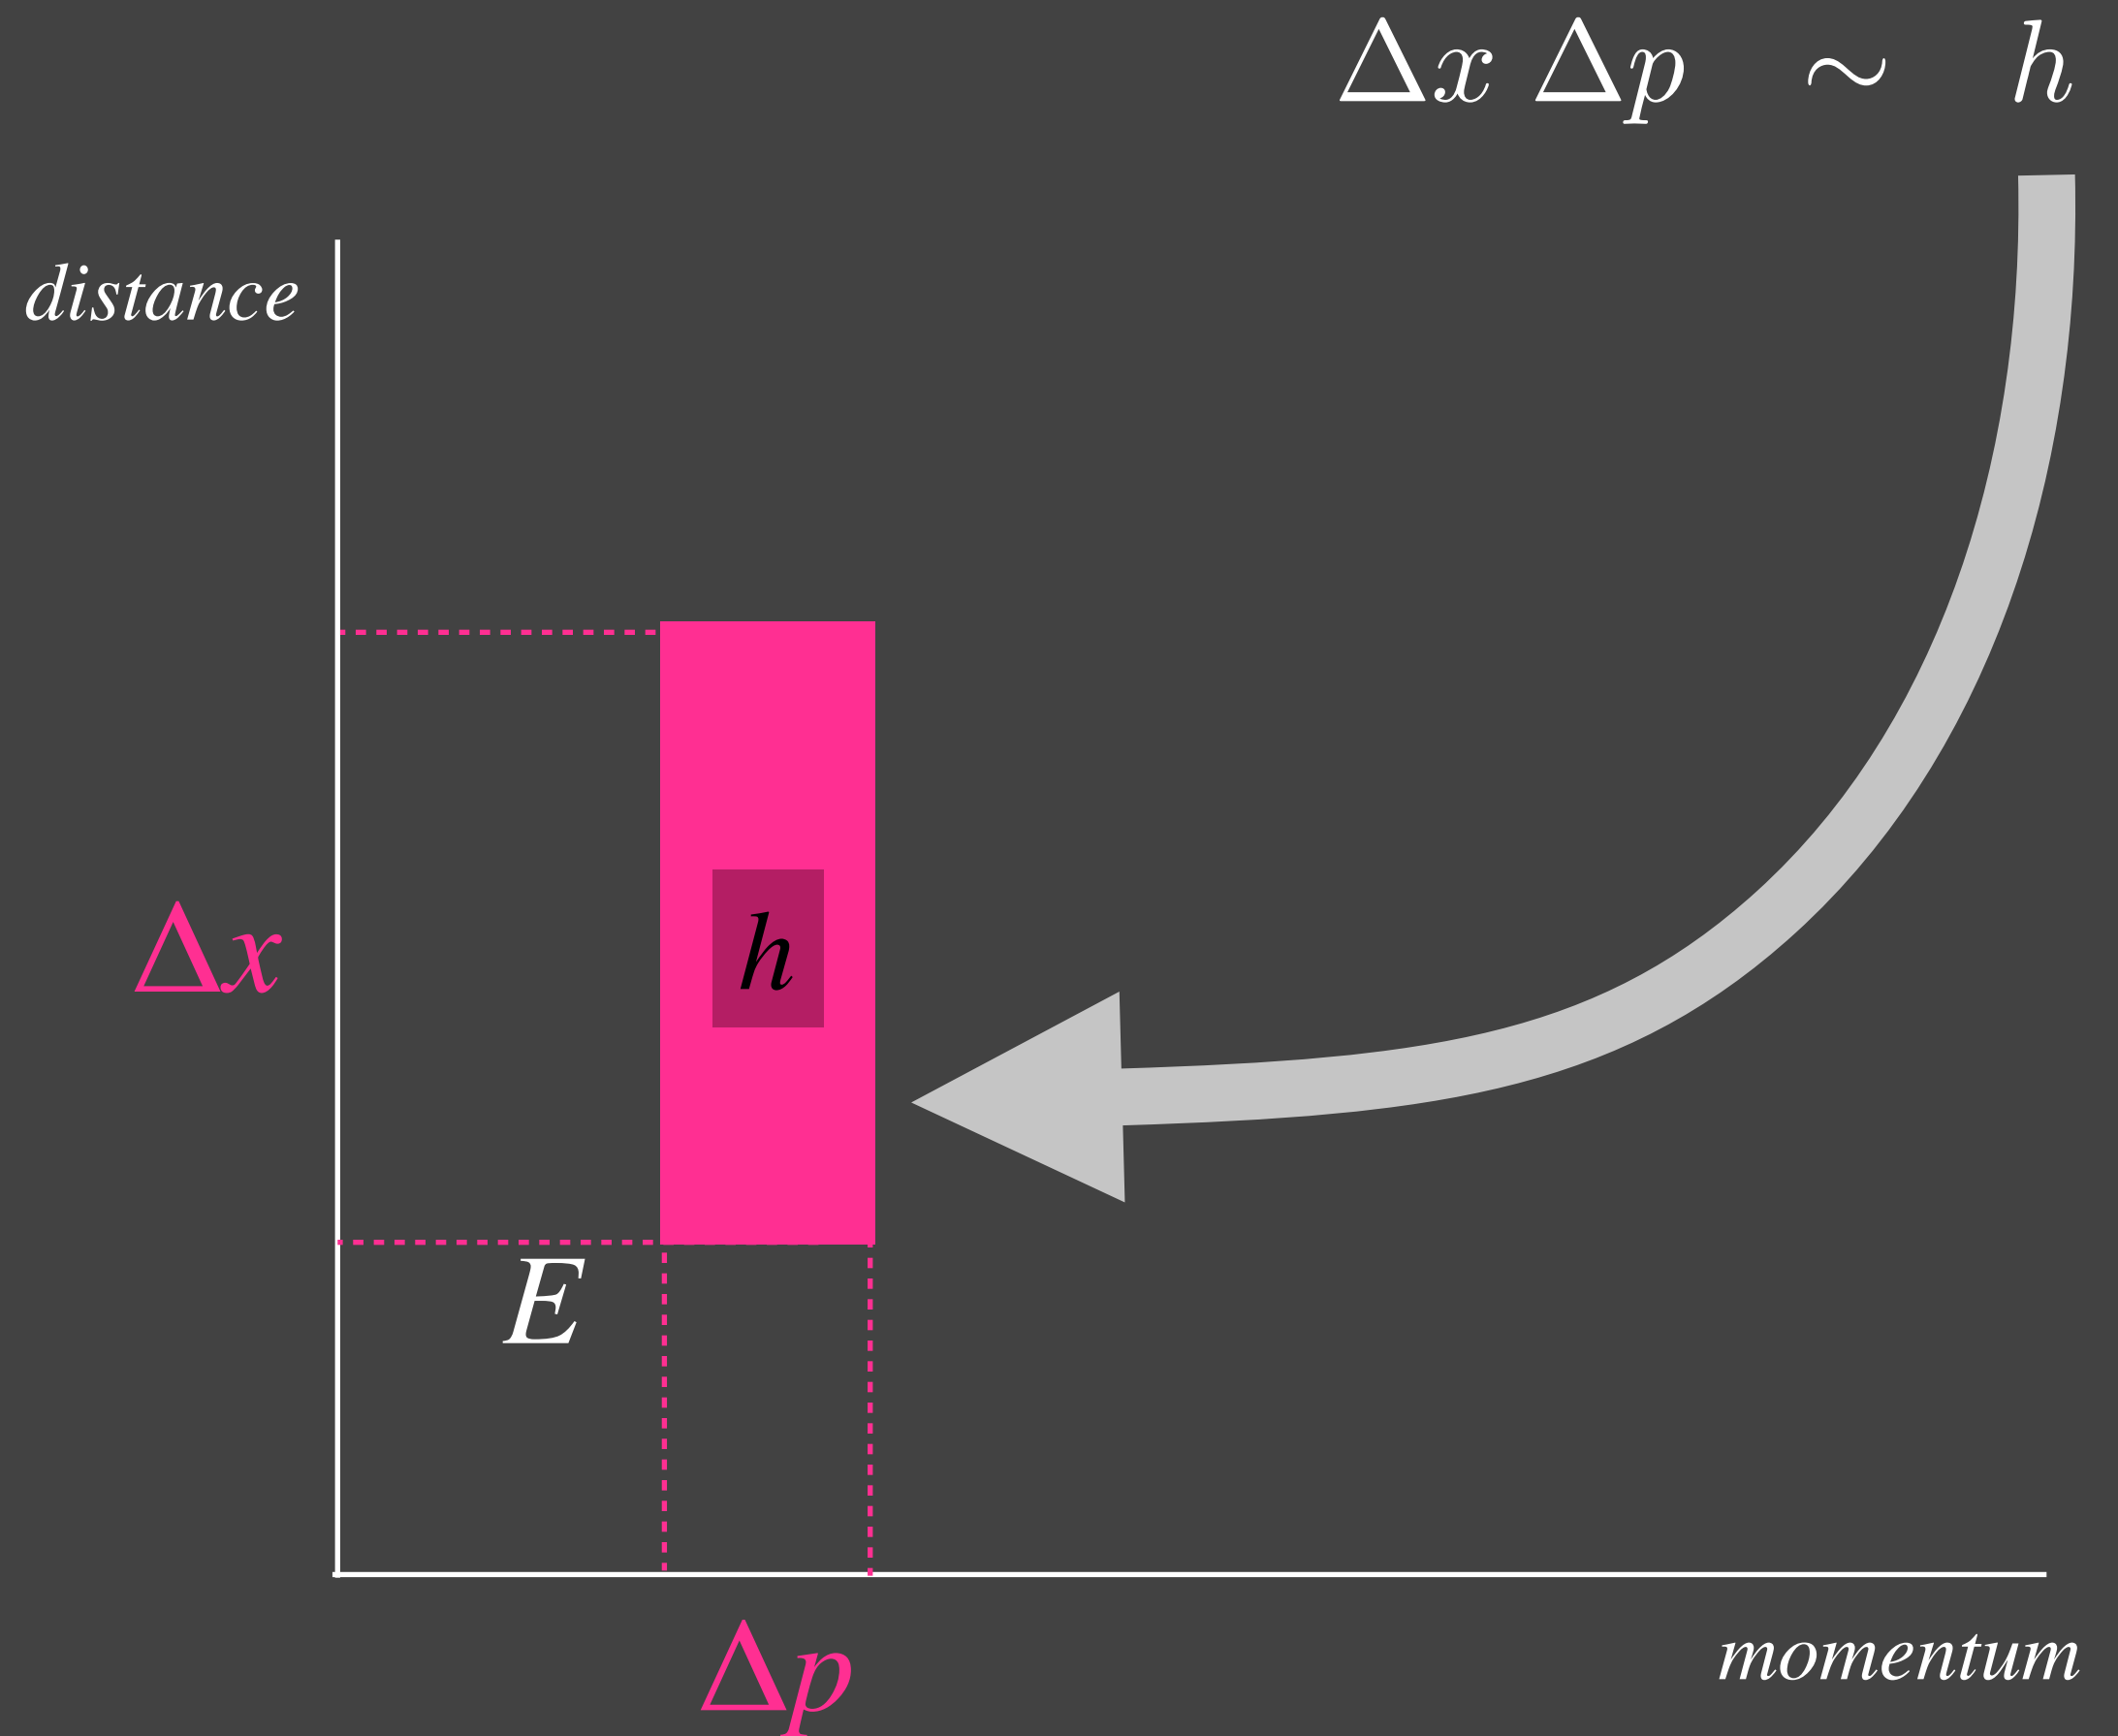 Δx Δp ∼ h
distance
Δx
h
E
Δp
momentum